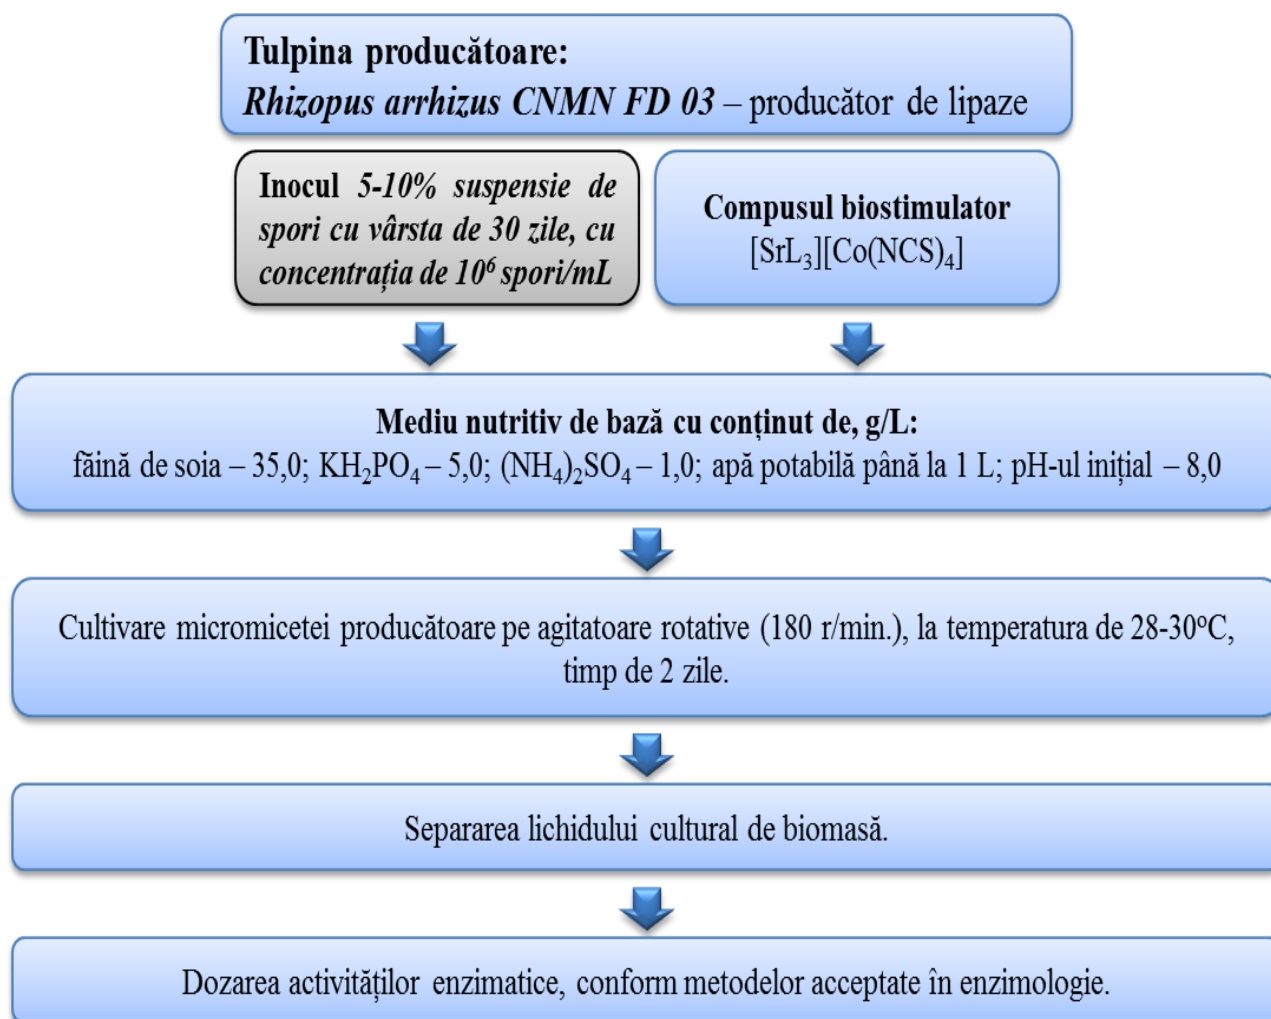 Tulpina producătoare:
Rhizopus arrhizus CNMN FD 03 – producător de lipaze
Inocul 5-10% suspensie de
spori cu vârsta de 30 zile, cu
concentrația de 10⁶ spori/mL
Compusul biostimulator
[SrL₃][Co(NCS)₄]
Mediu nutritiv de bază cu conținut de, g/L:
făină de soia – 35,0; KH₂PO₄ – 5,0; (NH₄)₂SO₄ – 1,0; apă potabilă până la 1 L; pH-ul inițial – 8,0
Cultivare micromicetei producătoare pe agitatoare rotative (180 r/min.), la temperatura de 28-30°C,
timp de 2 zile.
Separarea lichidului cultural de biomasă.
Dozarea activităților enzimatice, conform metodelor acceptate în enzimologie.